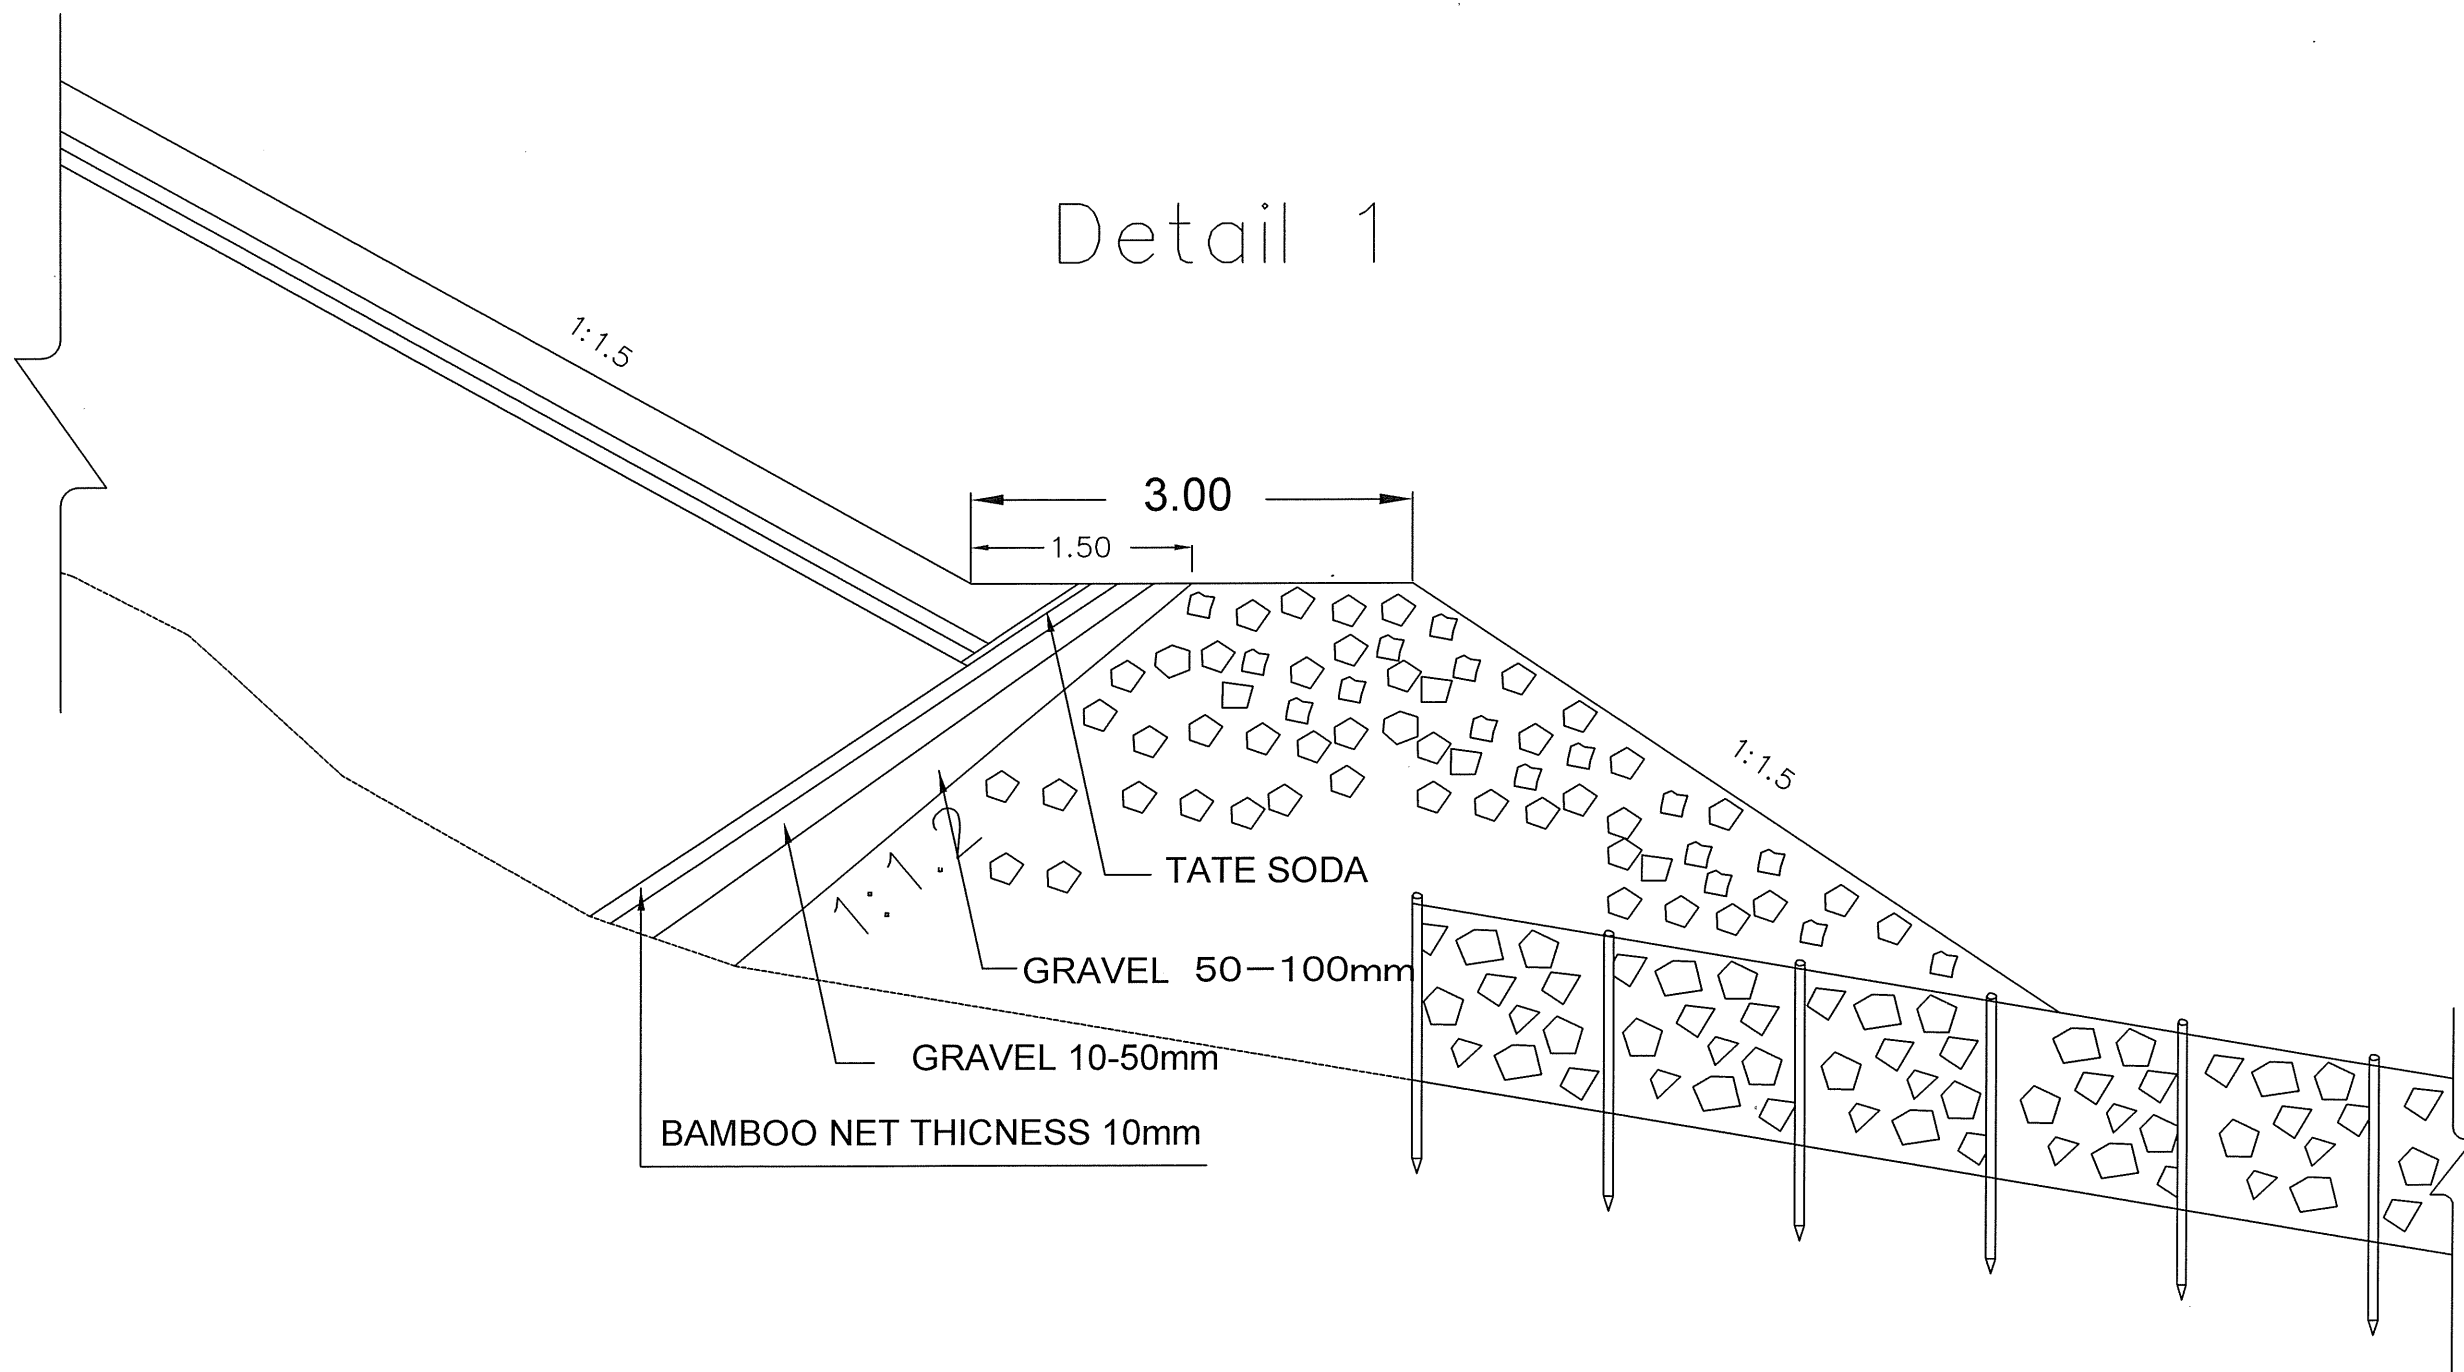 Detail 1
1:1.5
3.00
1.50
1:1.5
1:1.2
TATE SODA
GRAVEL 50-100mm
GRAVEL 10-50mm
BAMBOO NET THICNESS 10mm